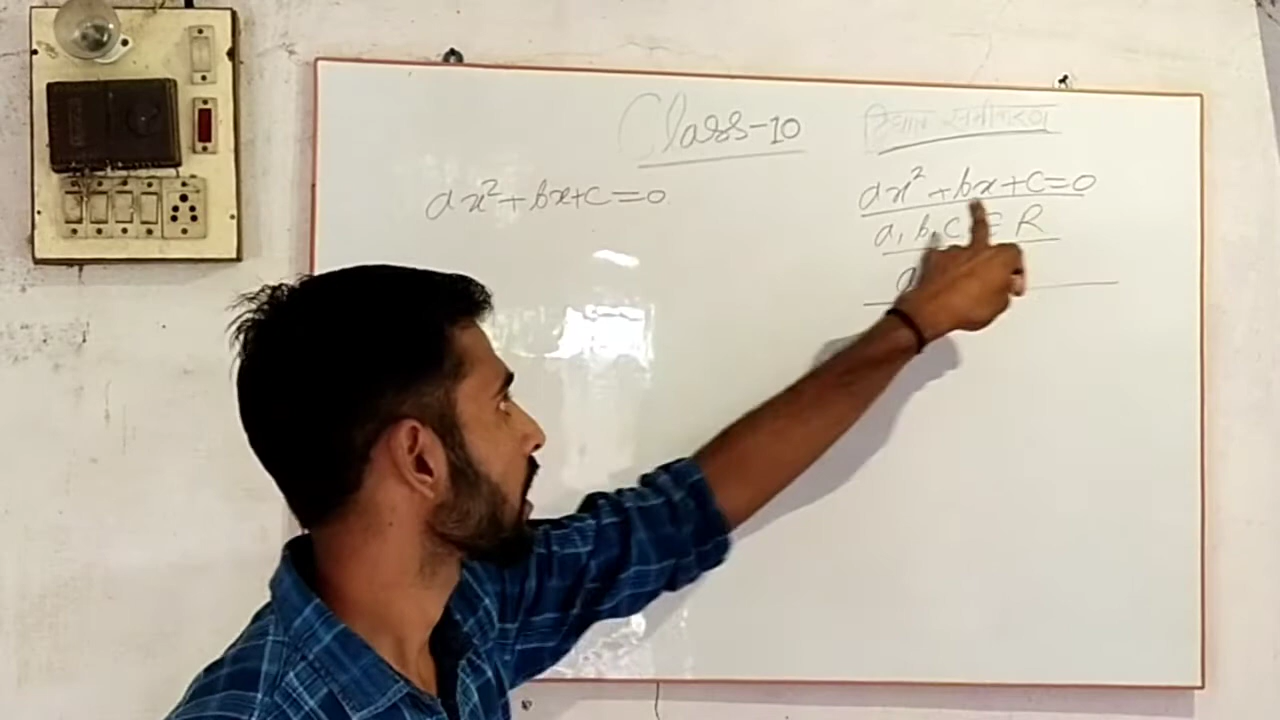 Class-10
द्विघात समीकरण
ax²+bx+c=0
ax²+bx+c=0
a, b, c ∈ R
a